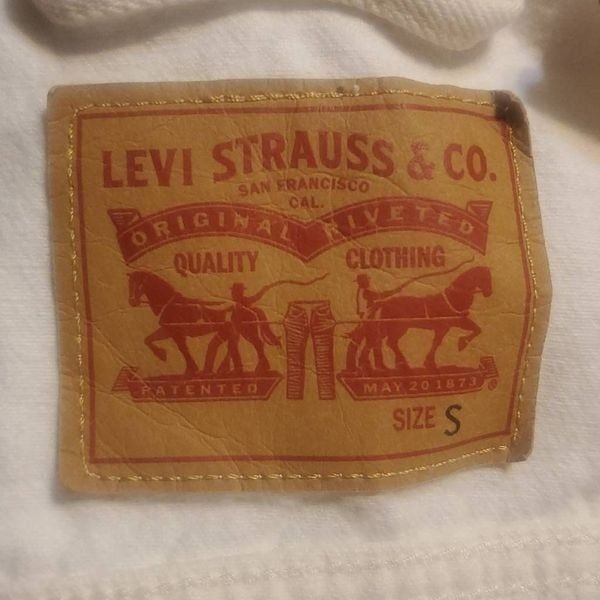 LEVI STRAUSS & CO.
SAN FRANCISCO
CAL.
ORIGINAL RIVETED
QUALITY CLOTHING
PATENTED MAY 20 1873 ®
SIZE S